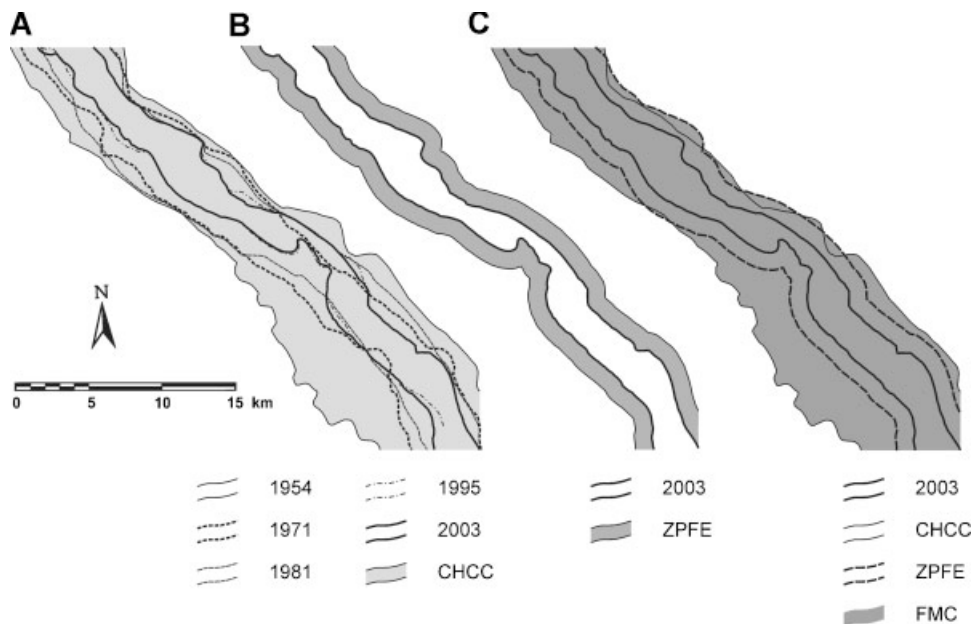 A B C
N
0 5 10 15 km
1954 1995 2003 2003
1971 2003 ZPFE CHCC
1981 CHCC ZPFE
FMC